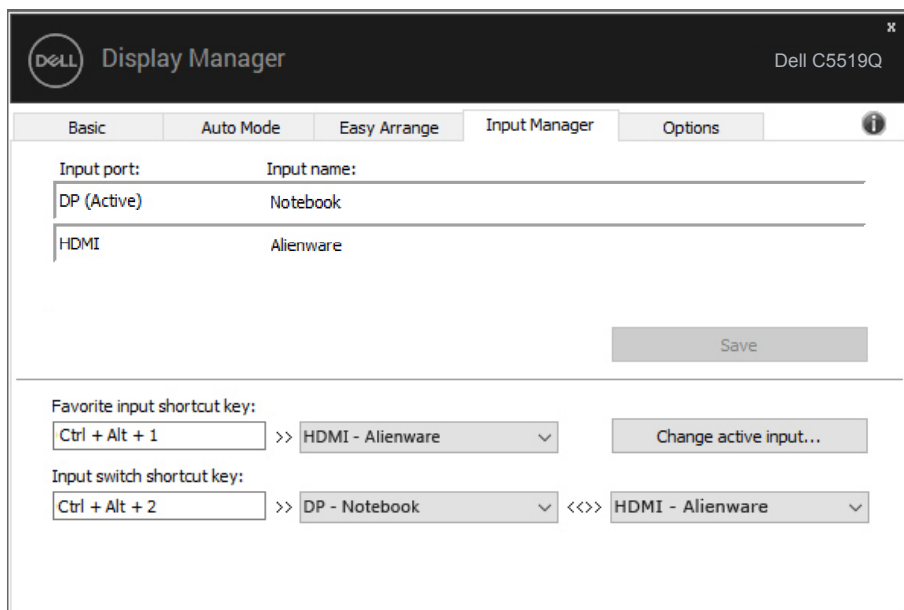 x
DELL Display Manager
Dell C5519Q
Basic Auto Mode Easy Arrange Input Manager Options i
Input port: Input name:
DP (Active) Notebook
HDMI Alienware
Save
Favorite input shortcut key:
Ctrl + Alt + 1 >> HDMI - Alienware Change active input...
Input switch shortcut key:
Ctrl + Alt + 2 >> DP - Notebook <<>> HDMI - Alienware